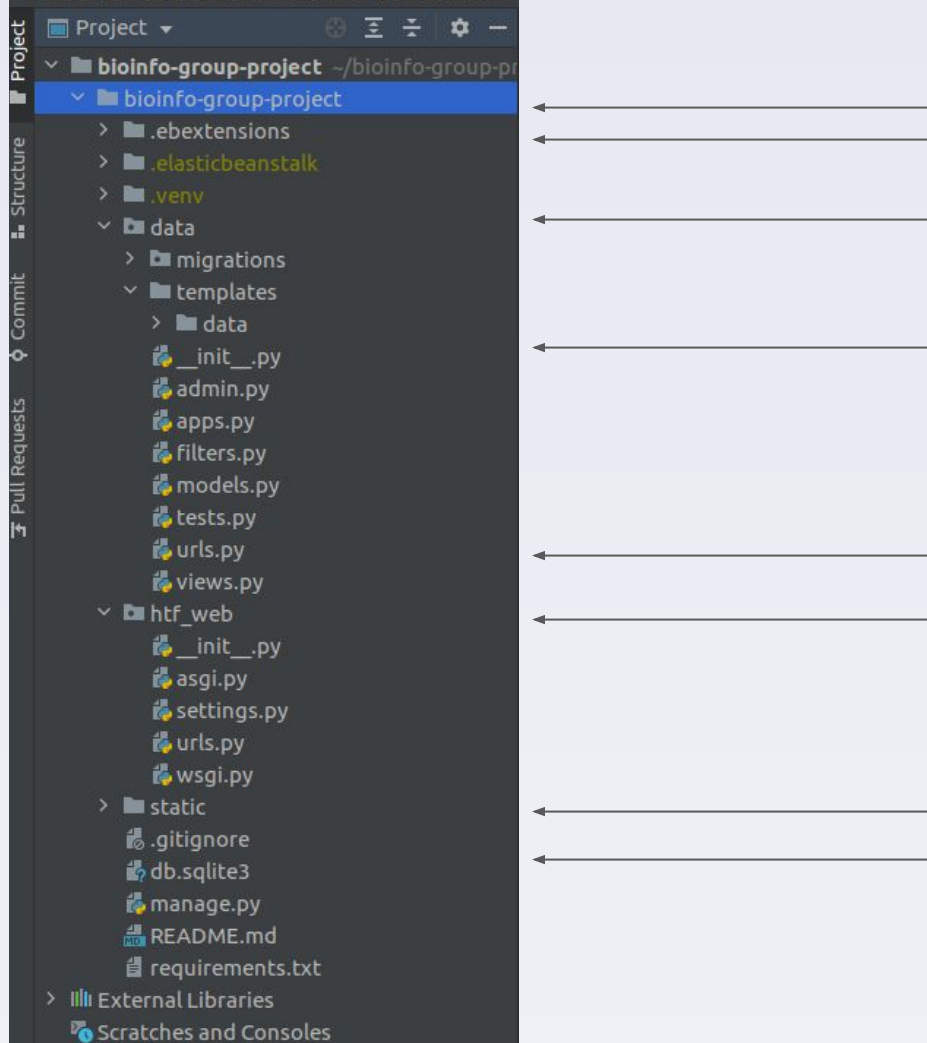 Project
bioinfo-group-project ~/bioinfo-group-pr
bioinfo-group-project
.ebextensions
.elasticbeanstalk
.venv
data
migrations
templates
data
__init__.py
admin.py
apps.py
filters.py
models.py
tests.py
urls.py
views.py
htf_web
__init__.py
asgi.py
settings.py
urls.py
wsgi.py
static
.gitignore
db.sqlite3
manage.py
README.md
requirements.txt
External Libraries
Scratches and Consoles
Project
Structure
Commit
Pull Requests